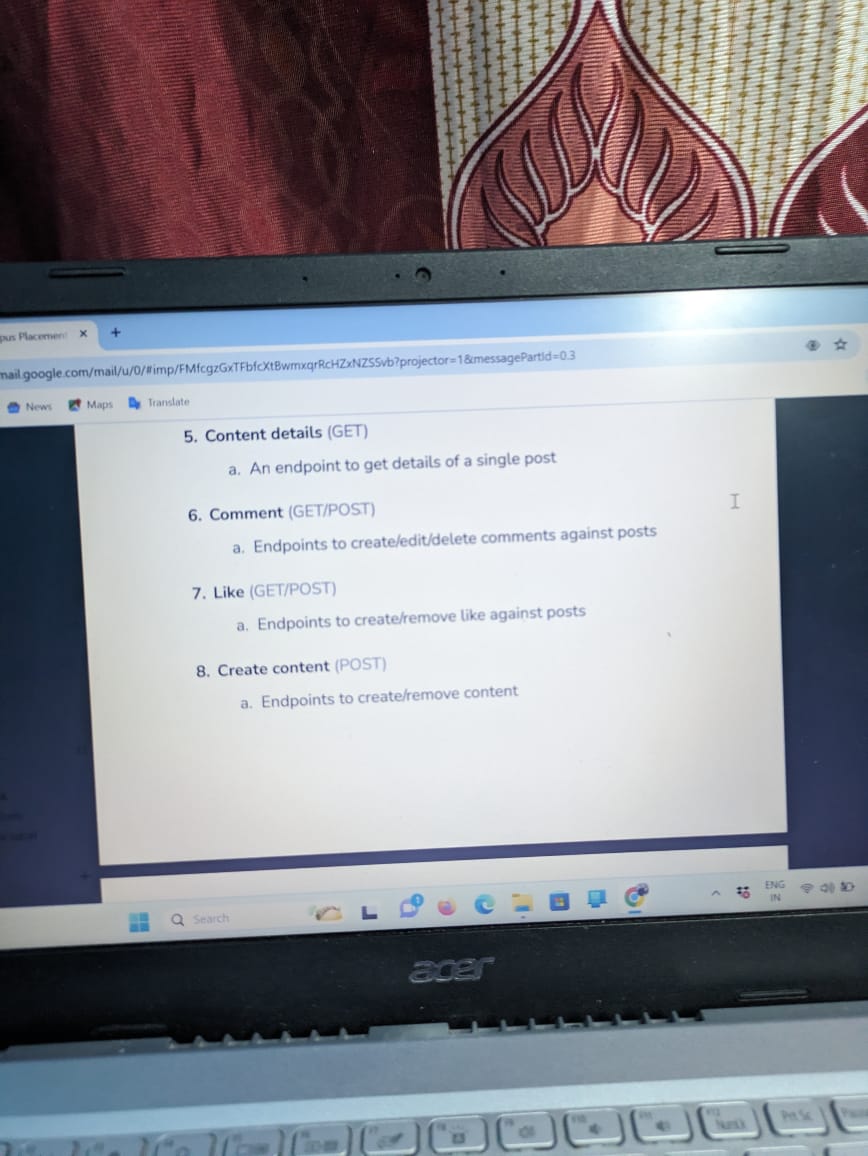 pus Placement
mail.google.com/mail/u/0/#imp/FMfcgzGxTFbfcXtBwmxqrRcHZxNZSSvb?projector=1&messagePartId=0.3
News Maps Translate
5. Content details (GET)
a. An endpoint to get details of a single post
6. Comment (GET/POST)
a. Endpoints to create/edit/delete comments against posts
7. Like (GET/POST)
a. Endpoints to create/remove like against posts
8. Create content (POST)
a. Endpoints to create/remove content
Search
ENG
IN
acer
NumLk
Prt Sc